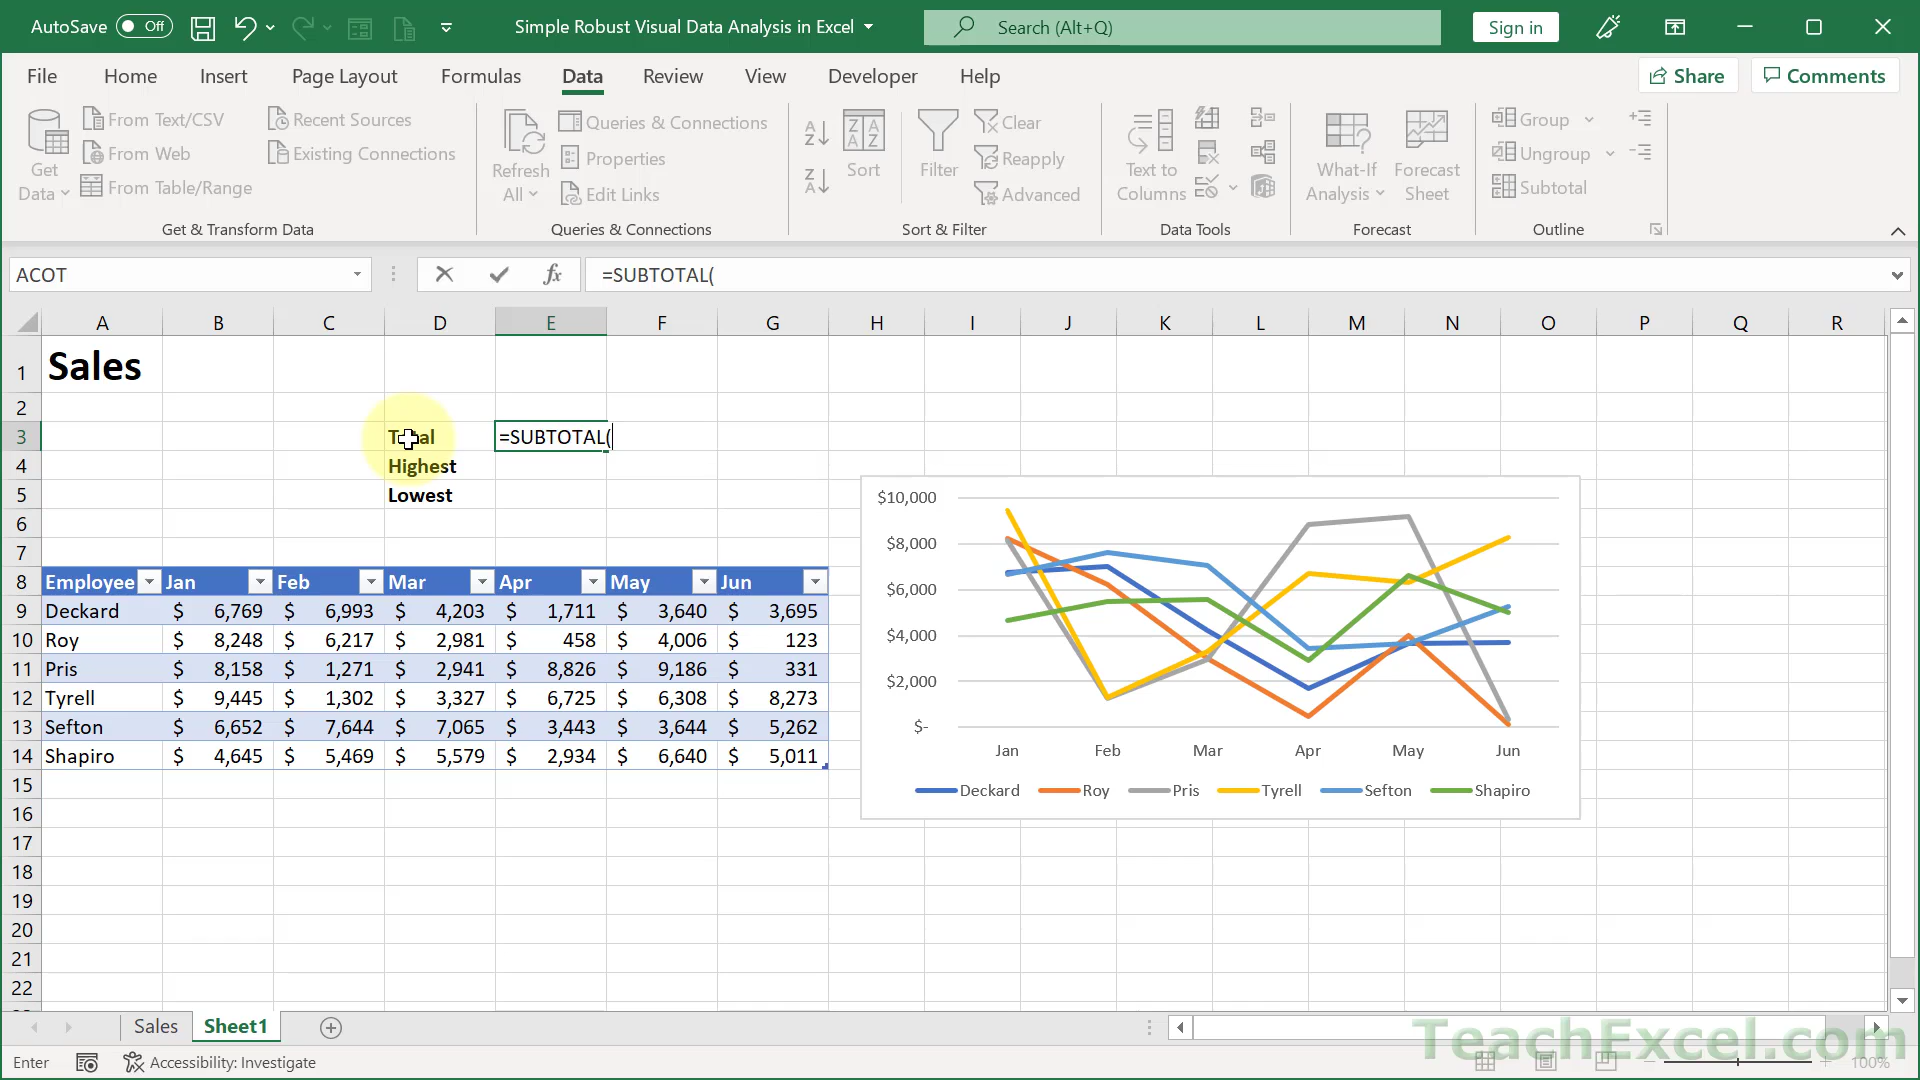 AutoSave Off Simple Robust Visual Data Analysis in Excel Search (Alt+Q) Sign in
File Home Insert Page Layout Formulas Data Review View Developer Help Share Comments
Get Data
From Text/CSV
From Web
From Table/Range
Recent Sources
Existing Connections
Get & Transform Data
Refresh All
Queries & Connections
Properties
Edit Links
Queries & Connections
Sort
Filter
Clear
Reapply
Advanced
Sort & Filter
Text to Columns
Data Tools
What-If Analysis
Forecast Sheet
Forecast
Group
Ungroup
Subtotal
Outline
ACOT fx =SUBTOTAL(
A B C D E F G H I J K L M N O P Q R
1 Sales
2
3 Total =SUBTOTAL(
4 Highest
5 Lowest
6
7
8 Employee Jan Feb Mar Apr May Jun
9 Deckard $ 6,769 $ 6,993 $ 4,203 $ 1,711 $ 3,640 $ 3,695
10 Roy $ 8,248 $ 6,217 $ 2,981 $ 458 $ 4,006 $ 123
11 Pris $ 8,158 $ 1,271 $ 2,941 $ 8,826 $ 9,186 $ 331
12 Tyrell $ 9,445 $ 1,302 $ 3,327 $ 6,725 $ 6,308 $ 8,273
13 Sefton $ 6,652 $ 7,644 $ 7,065 $ 3,443 $ 3,644 $ 5,262
14 Shapiro $ 4,645 $ 5,469 $ 5,579 $ 2,934 $ 6,640 $ 5,011
15
16
17
18
19
20
21
22
$10,000
$8,000
$6,000
$4,000
$2,000
$-
Jan Feb Mar Apr May Jun
Deckard Roy Pris Tyrell Sefton Shapiro
Sales Sheet1
TeachExcel.com
Enter Accessibility: Investigate 100%